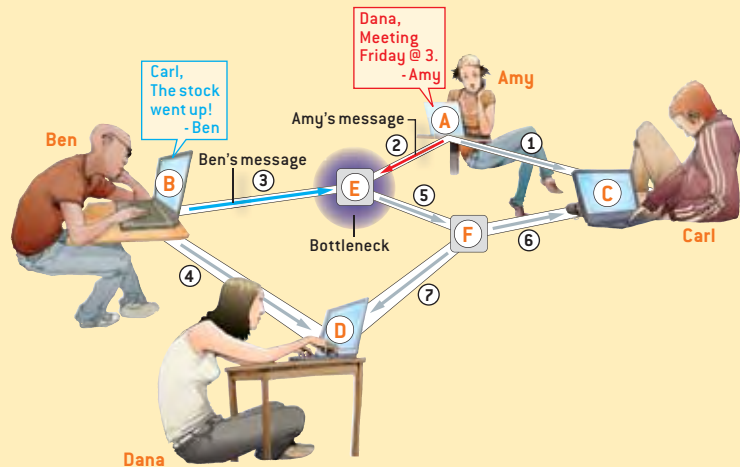 Dana,
Meeting
Friday @ 3.
- Amy
Amy
Carl,
The stock
went up!
- Ben
Ben
Amy's message
A
2
1
Ben's message
B
3
E
5
C
Carl
Bottleneck
F
6
4
7
D
Dana